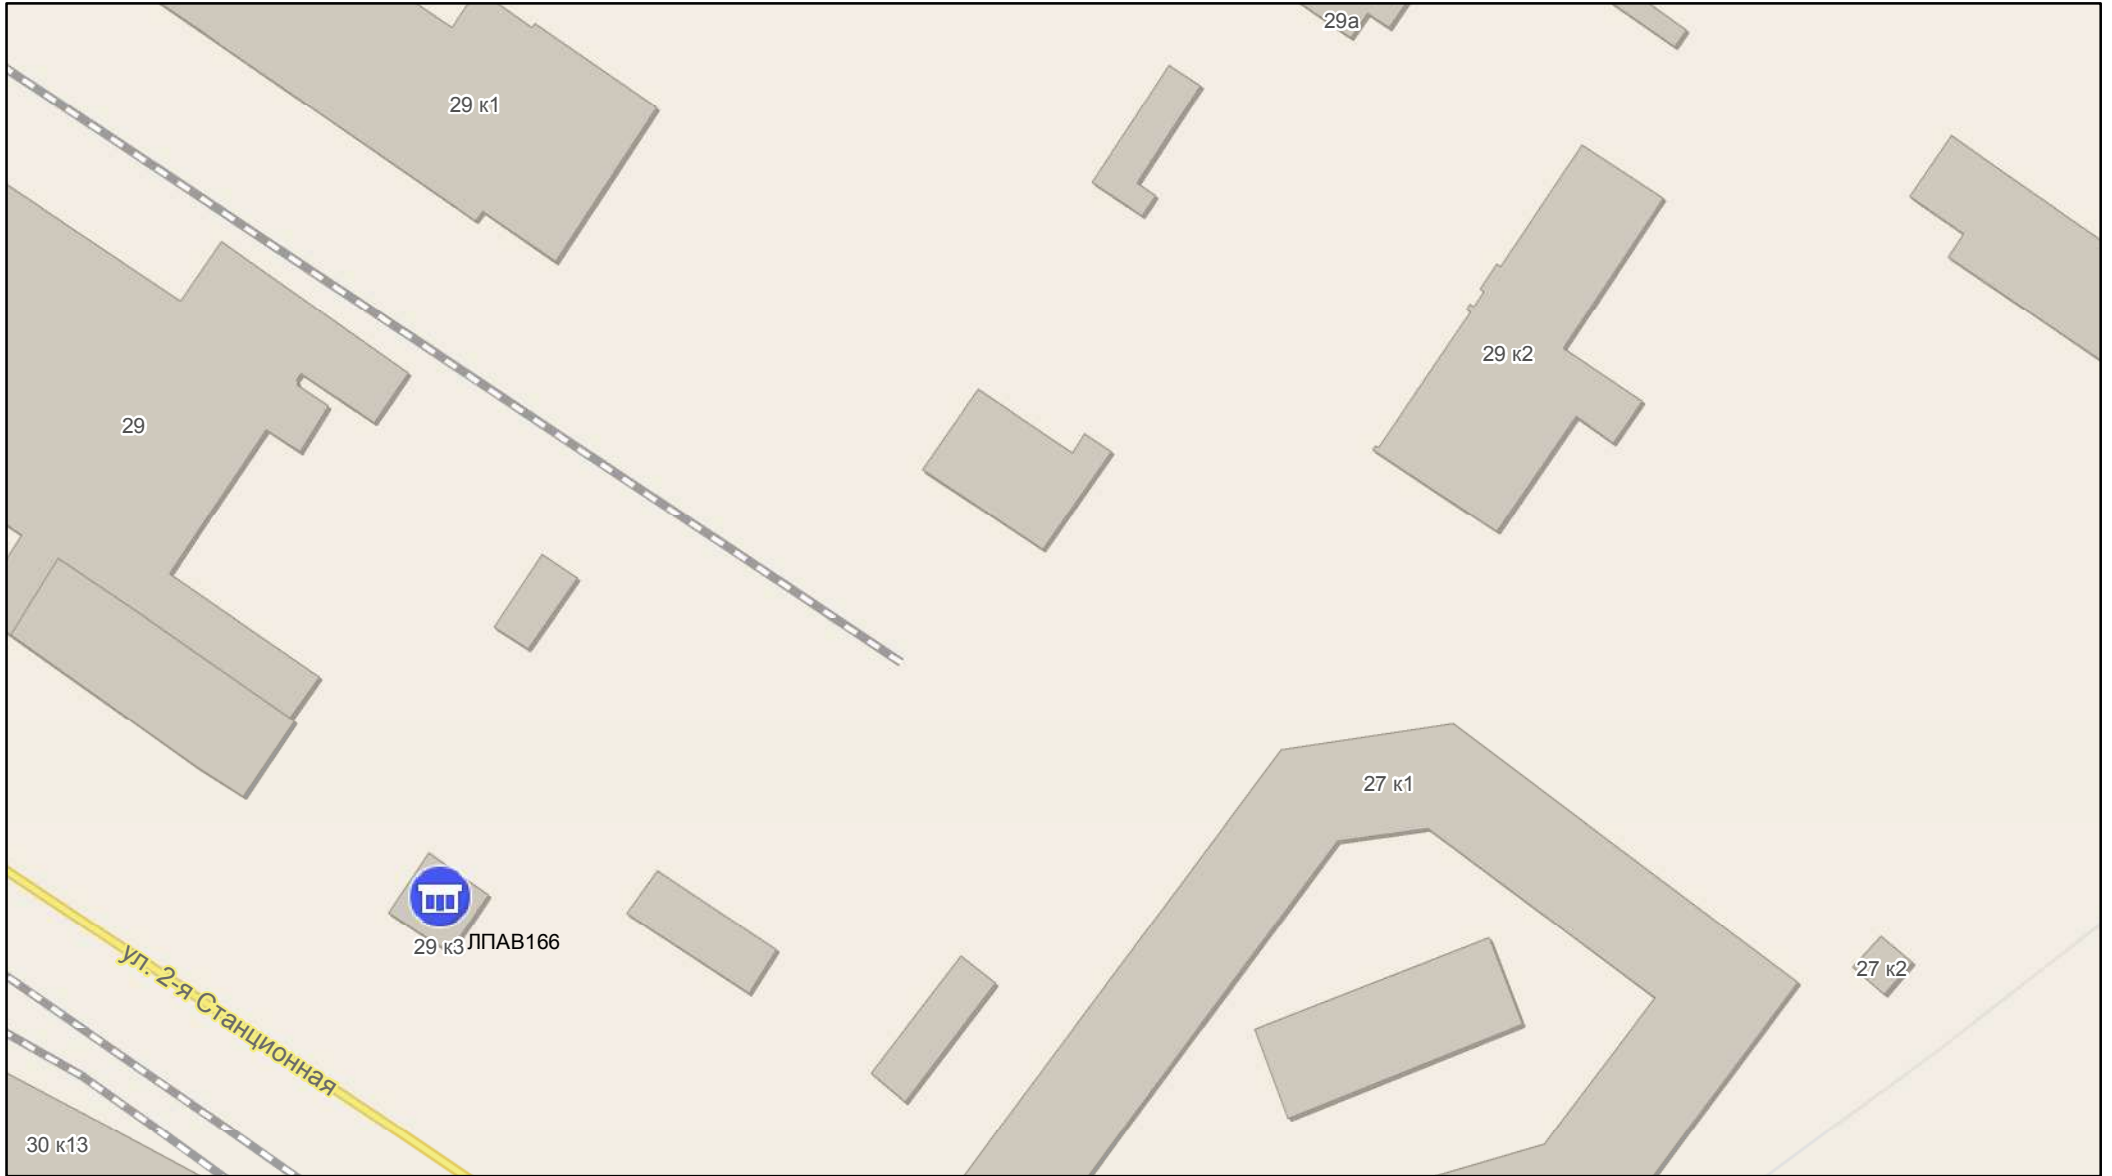 29а
29 к1
29 к2
29
27 к1
29 к3
ЛПАВ166
27 к2
ул. 2-я Станционная
30 к13